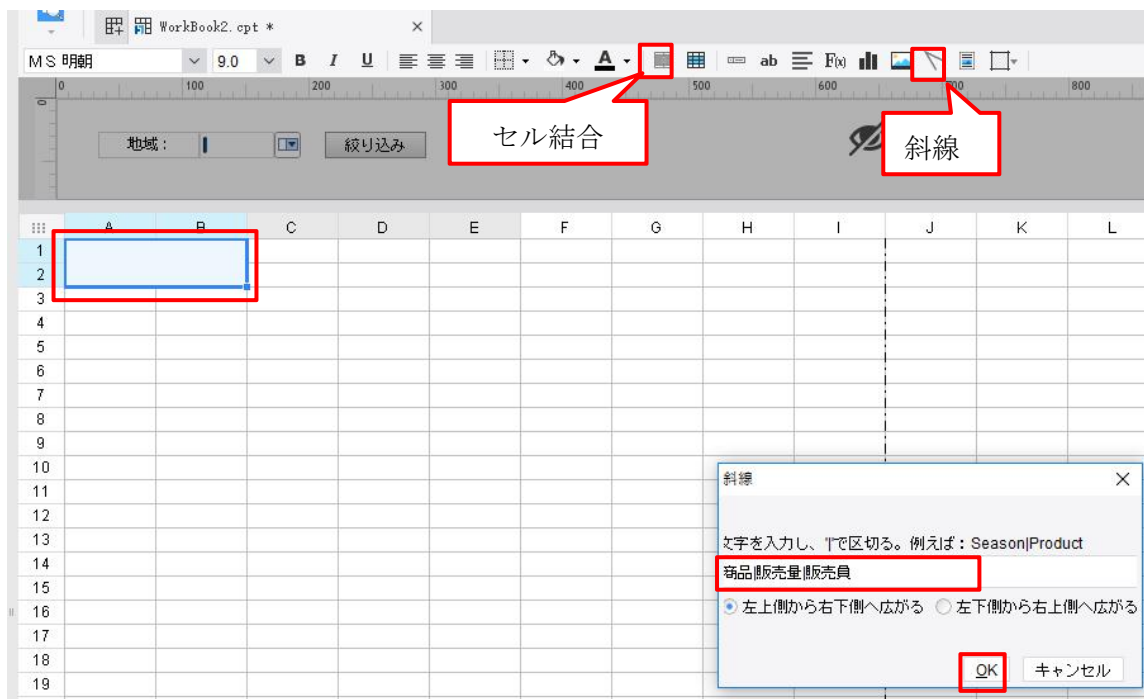 WorkBook2.cpt *
MS 明朝 9.0 B I U A ab F(x)
0 100 200 300 400 500 600 700 800
0
セル結合
斜線
地域： 絞り込み
A B C D E F G H I J K L
1
2
3
4
5
6
7
8
9
10
11
12
13
14
15
16
17
18
19
斜線
文字を入力し、'|'で区切る。例えば：Season|Product
商品|販売量|販売員
左上側から右下側へ広がる 左下側から右上側へ広がる
OK キャンセル